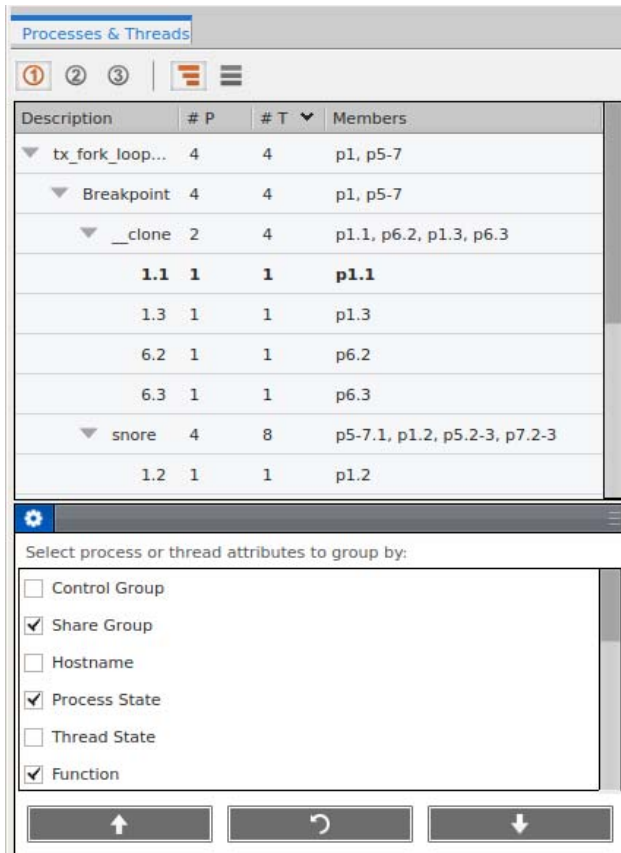 Processes & Threads
1 2 3
Description # P # T Members
tx_fork_loop... 4 4 p1, p5-7
Breakpoint 4 4 p1, p5-7
__clone 2 4 p1.1, p6.2, p1.3, p6.3
1.1 1 1 p1.1
1.3 1 1 p1.3
6.2 1 1 p6.2
6.3 1 1 p6.3
snore 4 8 p5-7.1, p1.2, p5.2-3, p7.2-3
1.2 1 1 p1.2
Select process or thread attributes to group by:
Control Group
Share Group
Hostname
Process State
Thread State
Function